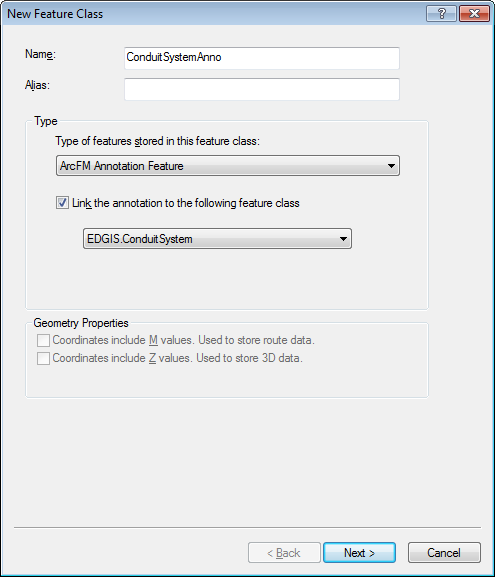 New Feature Class
Name:
ConduitSystemAnno
Alias:
Type
Type of features stored in this feature class:
ArcFM Annotation Feature
Link the annotation to the following feature class
EDGIS.ConduitSystem
Geometry Properties
Coordinates include M values. Used to store route data.
Coordinates include Z values. Used to store 3D data.
< Back
Next >
Cancel